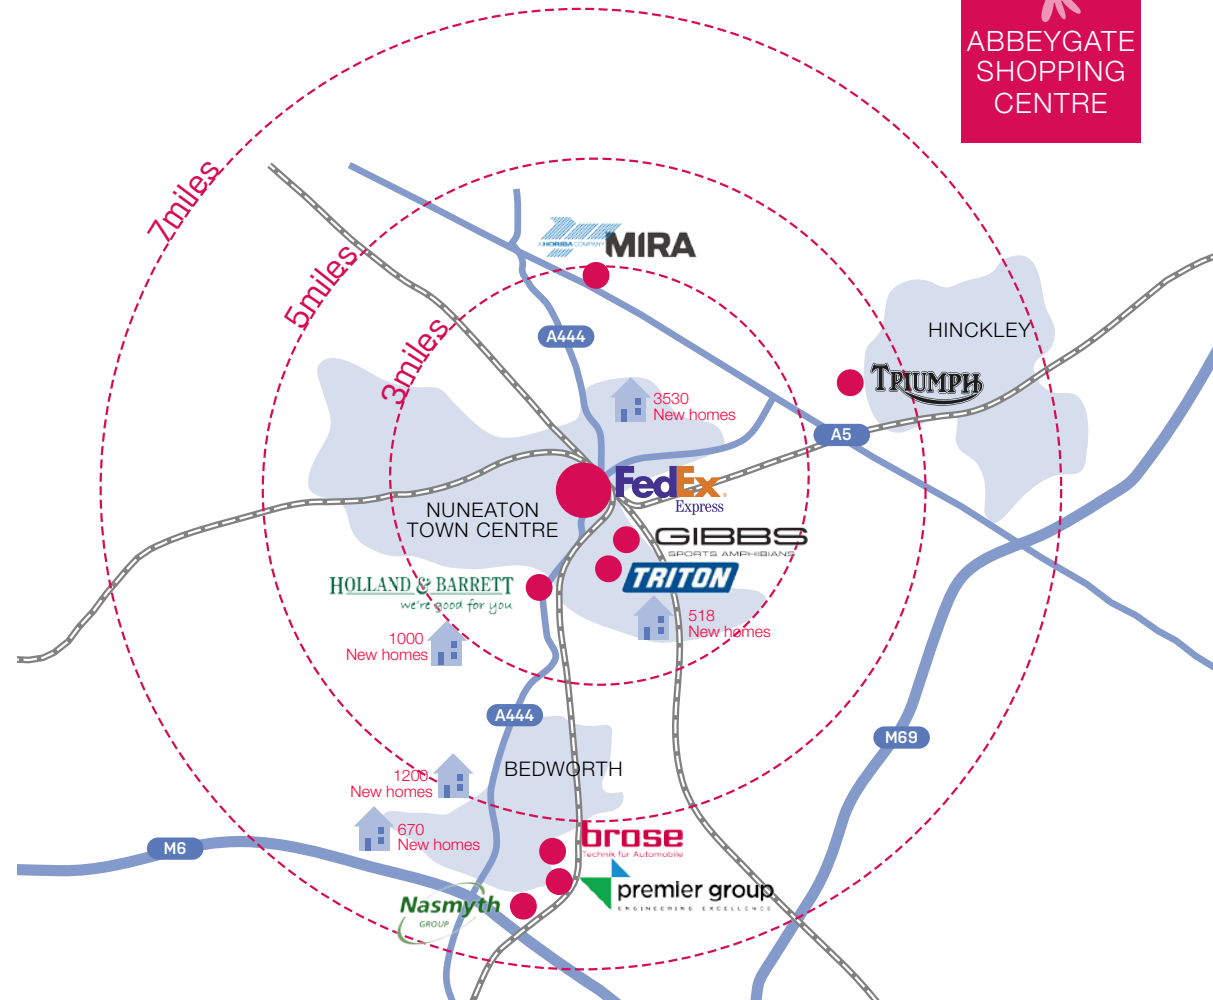 ABBEYGATE
SHOPPING
CENTRE
7miles
5miles
3miles
A HORIBA COMPANY
MIRA
A444
HINCKLEY
TRIUMPH
3530
New homes
A5
FedEx
Express
NUNEATON
TOWN CENTRE
GIBBS
SPORTS AMPHIBIANS
TRITON
HOLLAND & BARRETT
we're good for you
518
New homes
1000
New homes
A444
M69
BEDWORTH
1200
New homes
670
New homes
brose
Technik für Automobile
M6
premier group
ENGINEERING EXCELLENCE
Nasmyth
GROUP